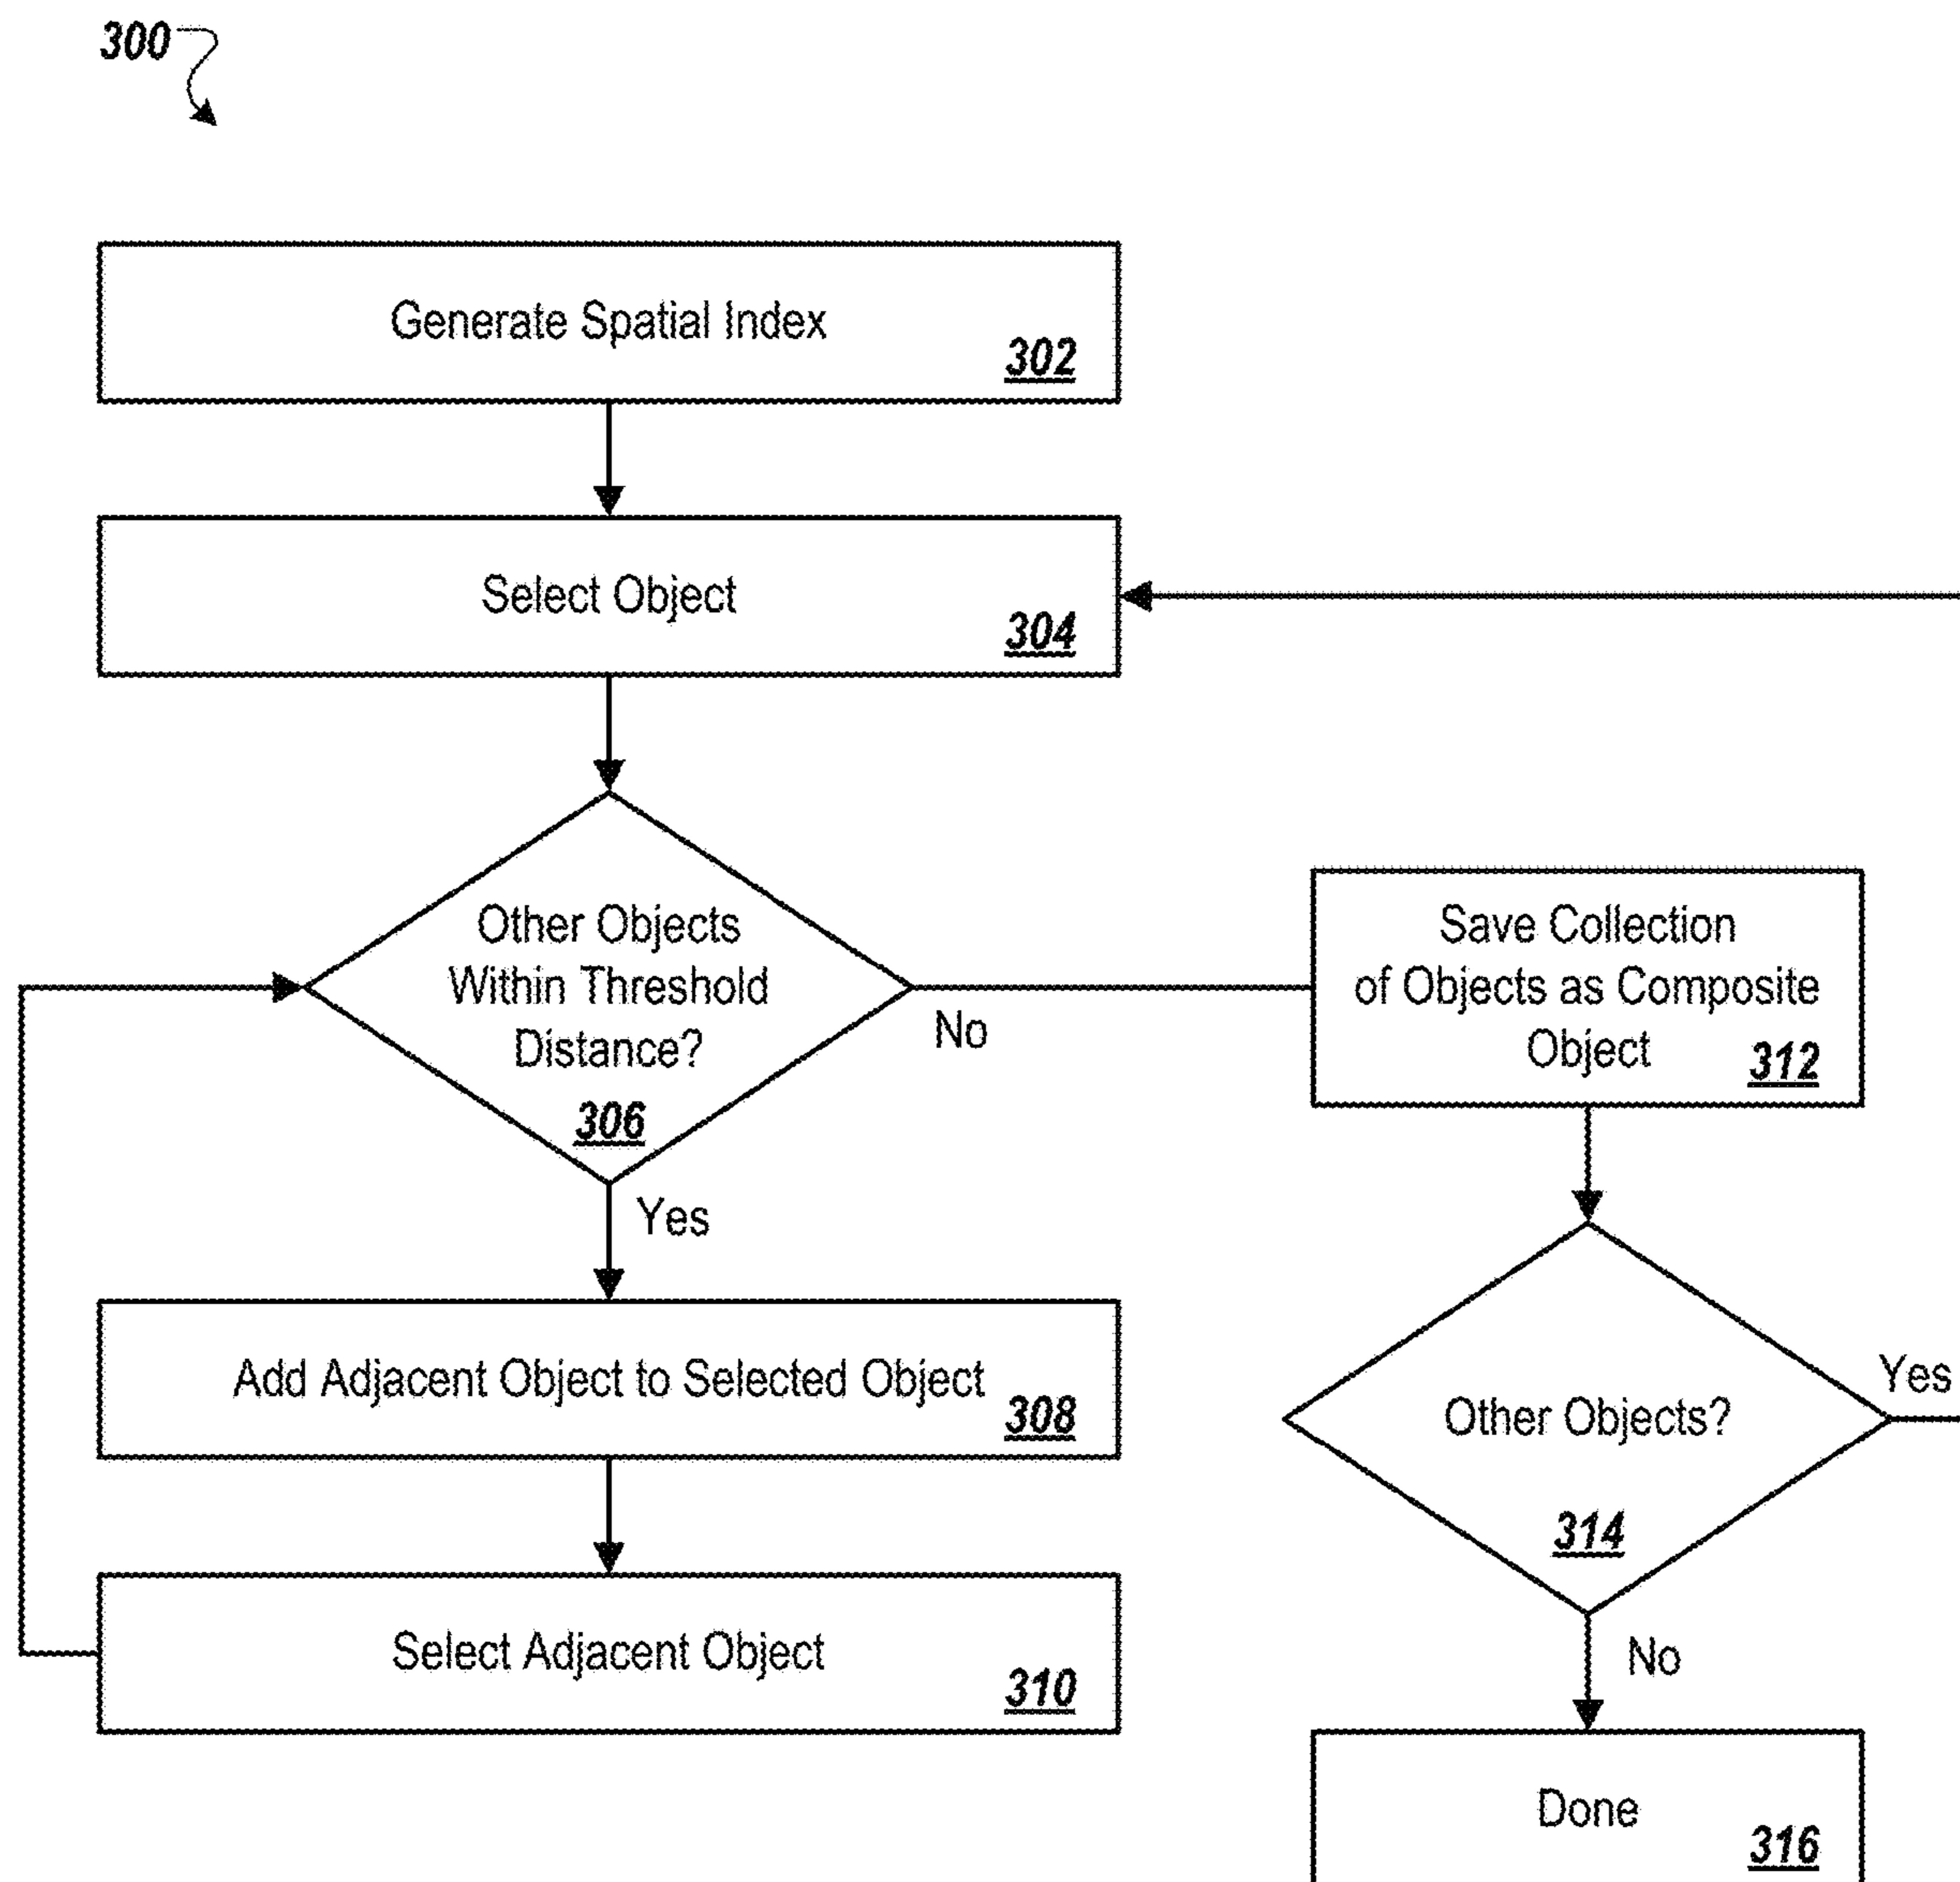 300
Generate Spatial Index
302
Select Object
304
Other Objects
Within Threshold
Distance?
306
No
Yes
Add Adjacent Object to Selected Object
308
Select Adjacent Object
310
Save Collection
of Objects as Composite
Object
312
Other Objects?
314
Yes
No
Done
316